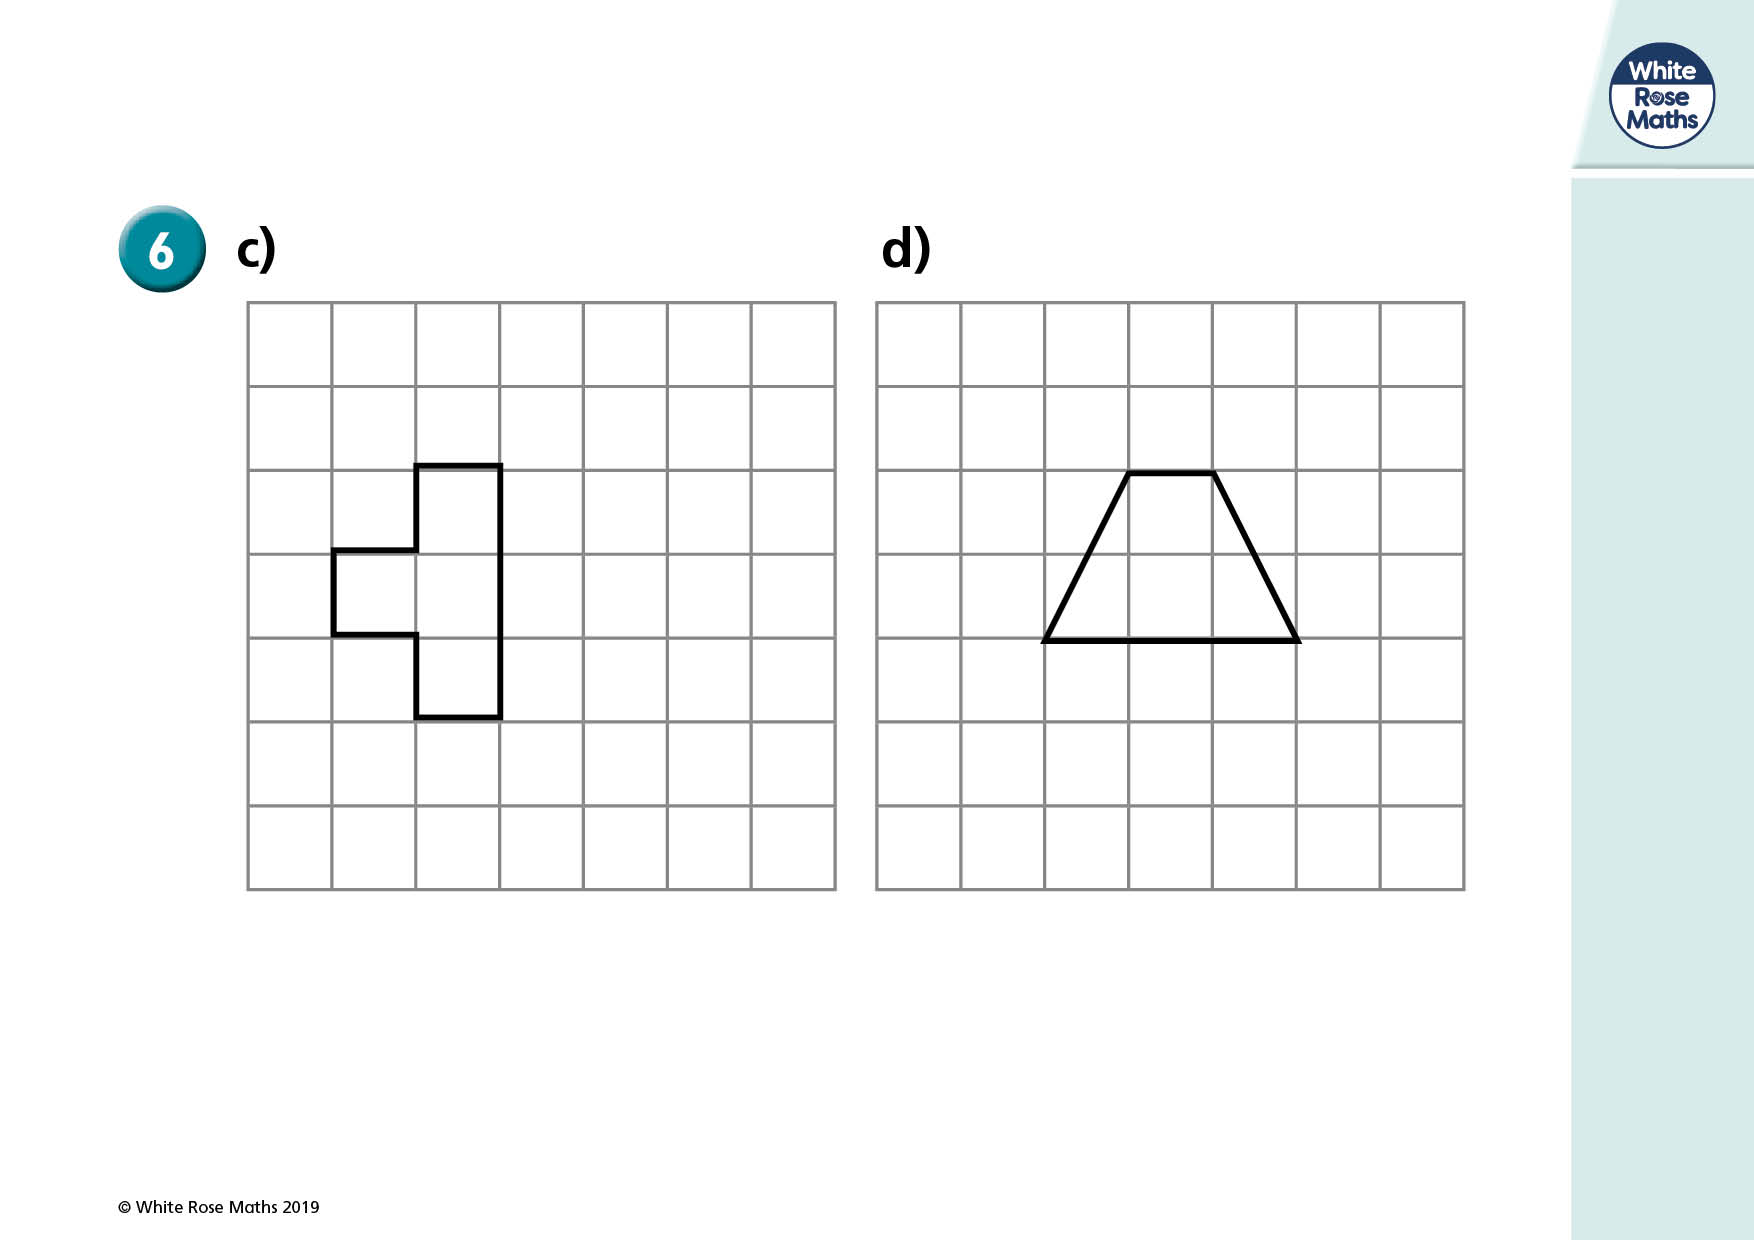 White
Rose
Maths
6 c) d)
© White Rose Maths 2019